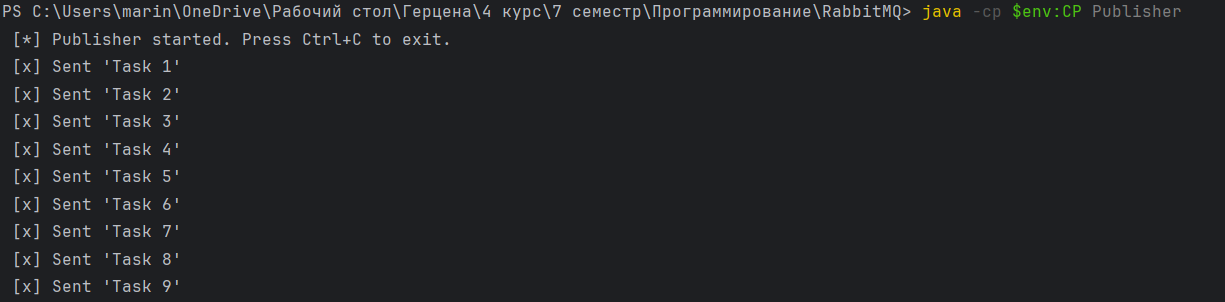 PS C:\Users\marin\OneDrive\Рабочий стол\Герцена\4 курс\7 семестр\Программирование\RabbitMQ> java -cp $env:CP Publisher
[*] Publisher started. Press Ctrl+C to exit.
[x] Sent 'Task 1'
[x] Sent 'Task 2'
[x] Sent 'Task 3'
[x] Sent 'Task 4'
[x] Sent 'Task 5'
[x] Sent 'Task 6'
[x] Sent 'Task 7'
[x] Sent 'Task 8'
[x] Sent 'Task 9'